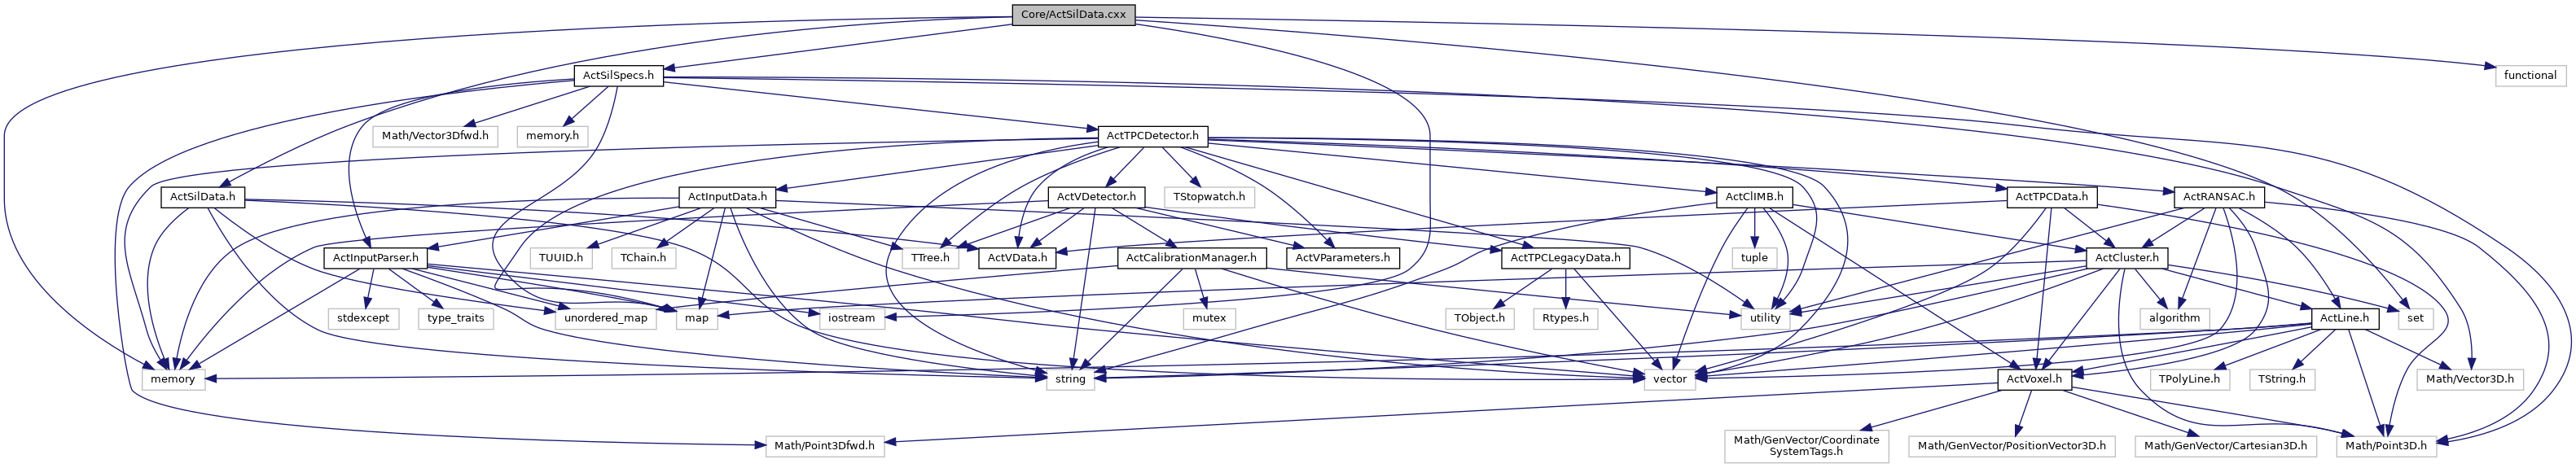 Core/ActSilData.cxx
ActSilSpecs.h
functional
Math/Vector3Dfwd.h
memory.h
ActTPCDetector.h
ActSilData.h
ActInputData.h
ActVDetector.h
TStopwatch.h
ActClIMB.h
ActTPCData.h
ActRANSAC.h
ActInputParser.h
TUUID.h
TChain.h
TTree.h
ActVData.h
ActCalibrationManager.h
ActVParameters.h
ActTPCLegacyData.h
tuple
ActCluster.h
stdexcept
type_traits
unordered_map
map
iostream
mutex
TObject.h
Rtypes.h
utility
algorithm
ActLine.h
set
memory
string
vector
ActVoxel.h
TPolyLine.h
TString.h
Math/Vector3D.h
Math/Point3Dfwd.h
Math/GenVector/Coordinate
SystemTags.h
Math/GenVector/PositionVector3D.h
Math/GenVector/Cartesian3D.h
Math/Point3D.h